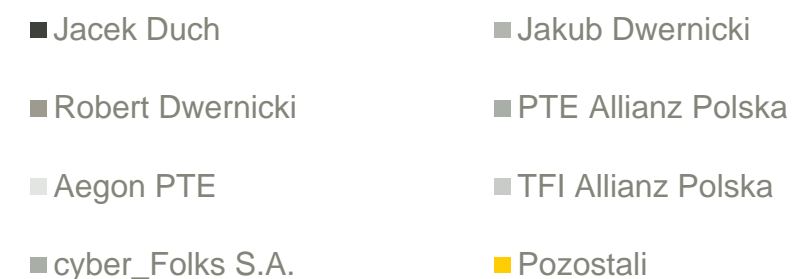 Jacek Duch Jakub Dwernicki
Robert Dwernicki PTE Allianz Polska
Aegon PTE TFI Allianz Polska
cyber_Folks S.A. Pozostali